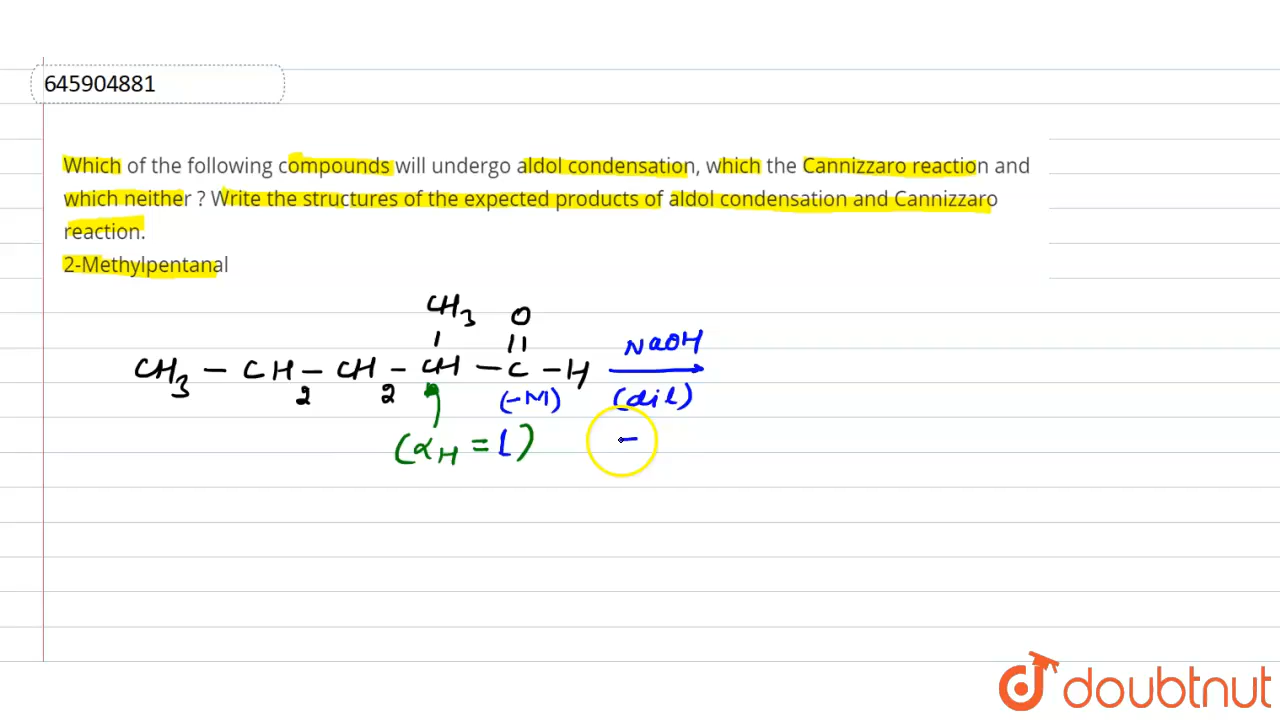 645904881
Which of the following compounds will undergo aldol condensation, which the Cannizzaro reaction and
which neither ? Write the structures of the expected products of aldol condensation and Cannizzaro
reaction.
2-Methylpentanal
CH3 O
CH3 - CH2 - CH2 - CH - C - H NaOH
(-M) (dil)
(αH = 1) -
doubtnut